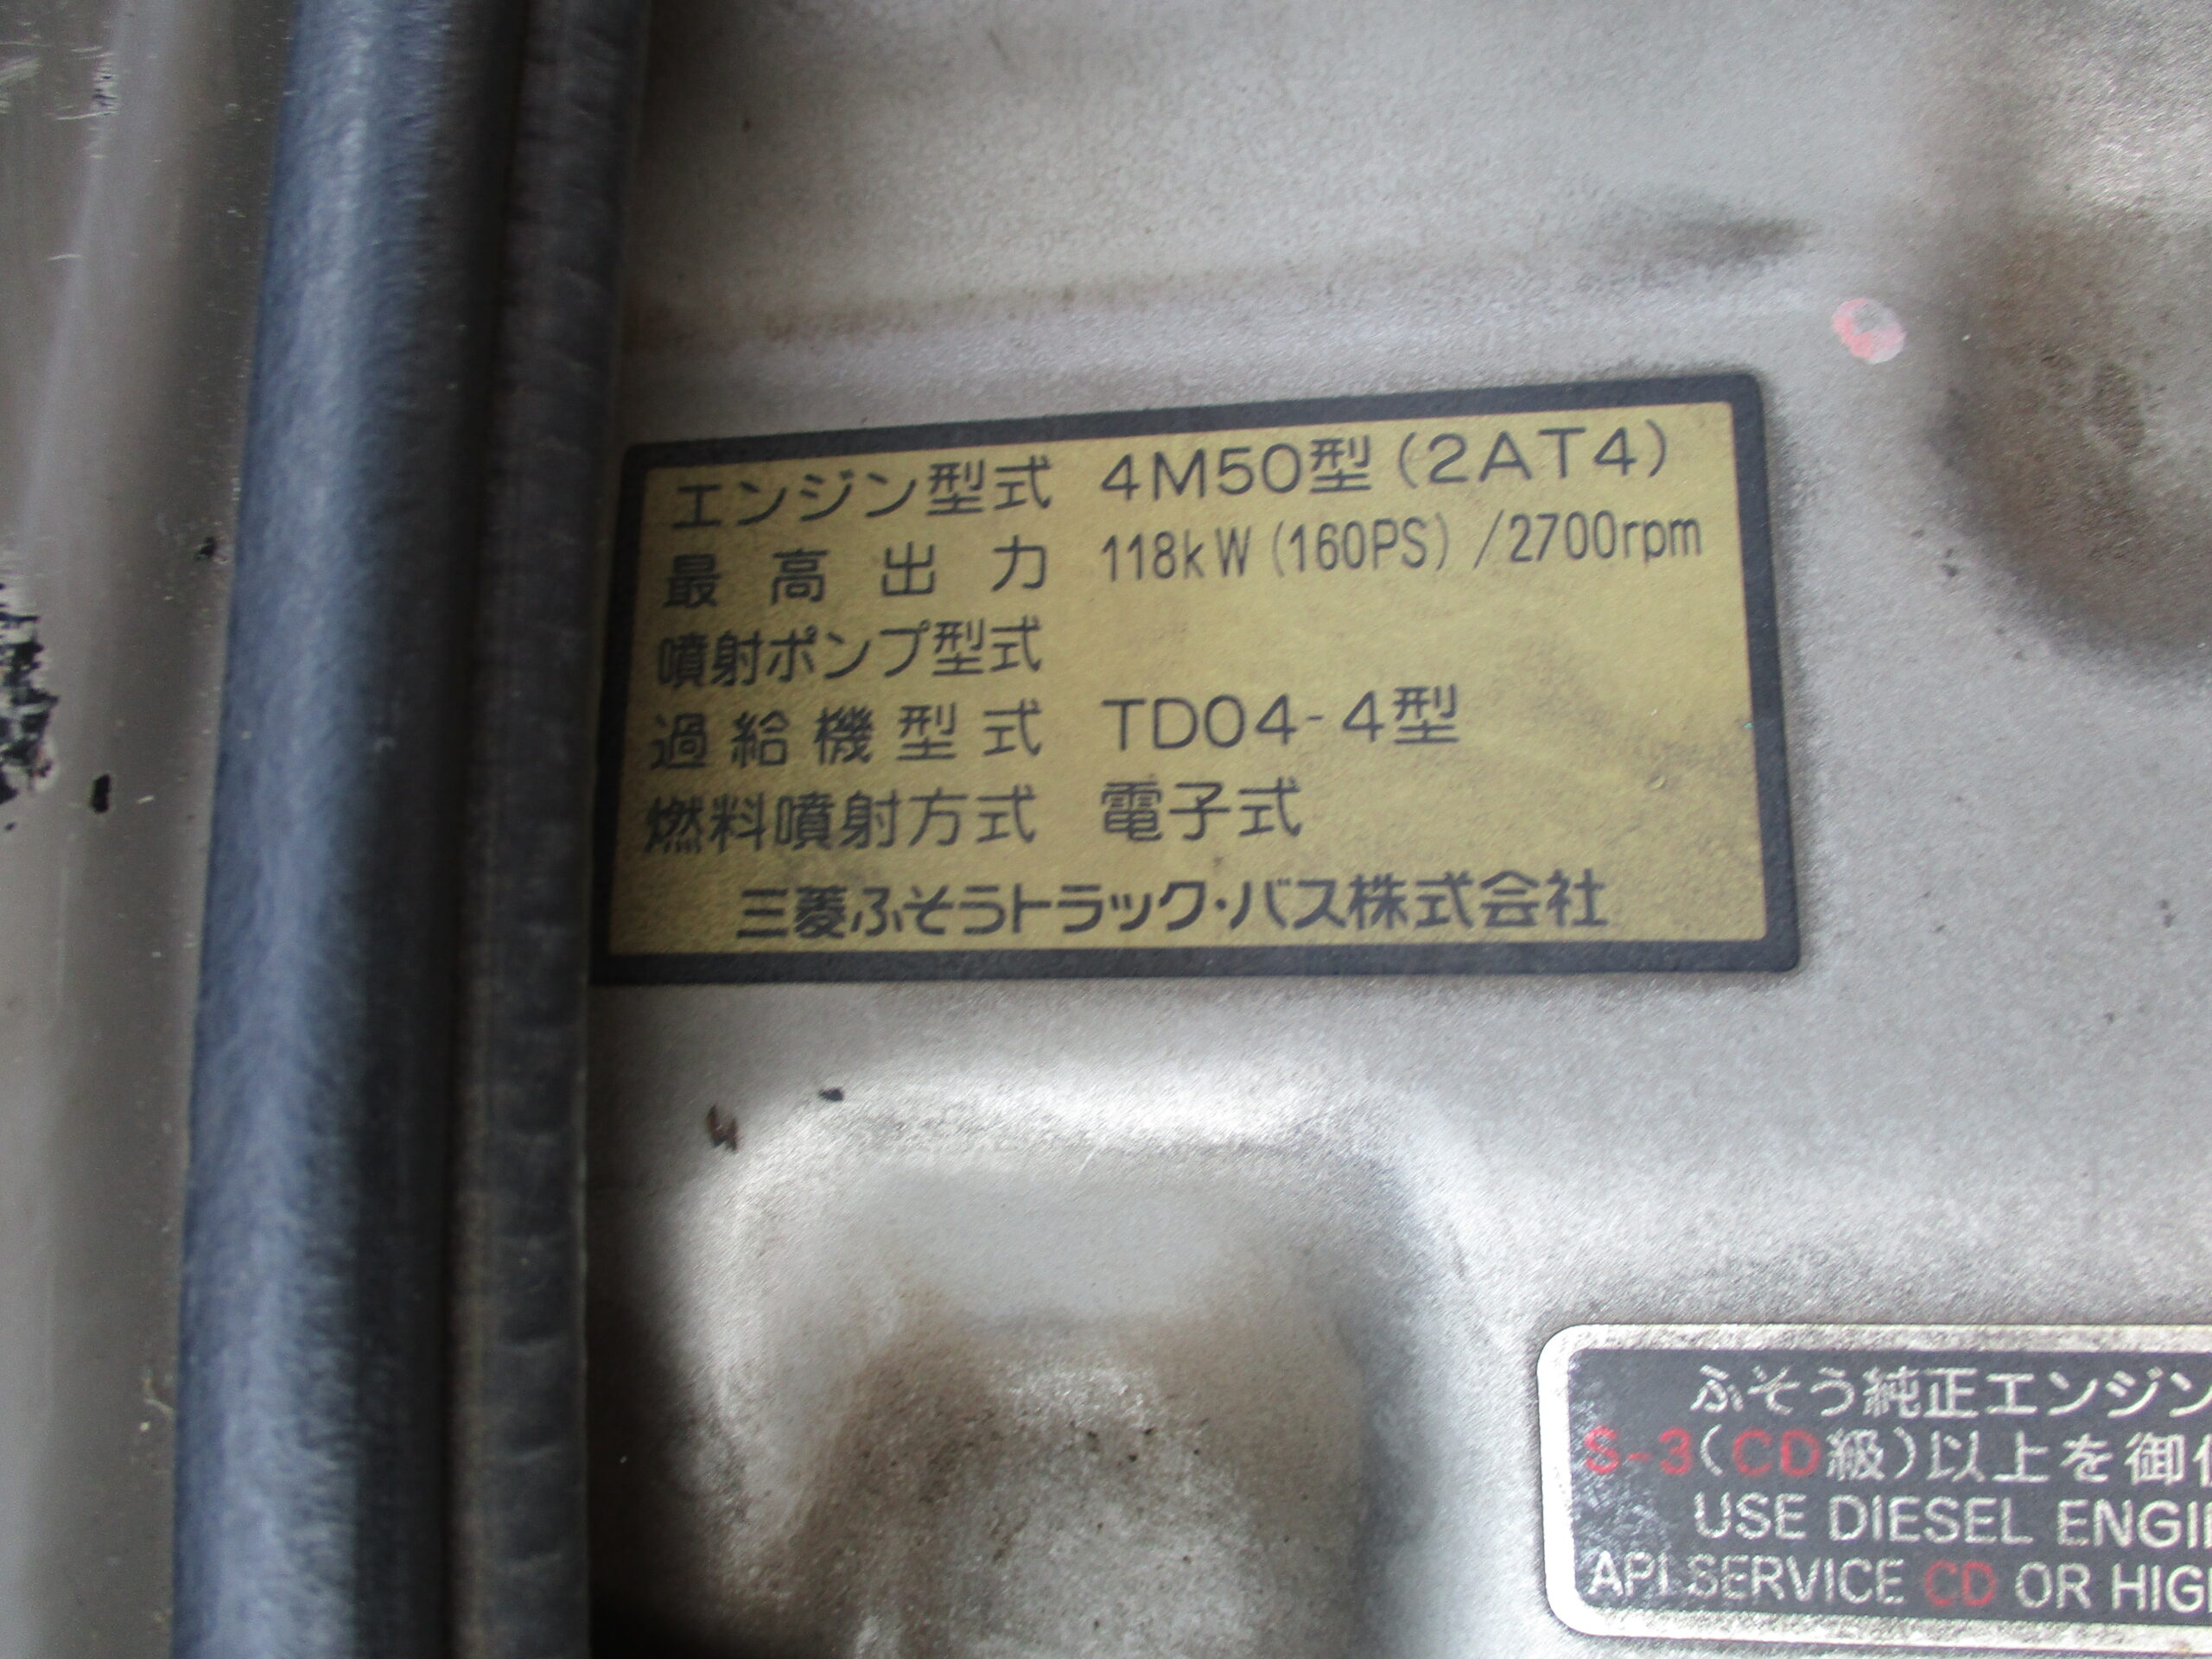 エンジン型式 4M50型(2AT4)
最高出力 118kW(160PS)/2700rpm
噴射ポンプ型式
過給機型式 TD04-4型
燃料噴射方式 電子式
三菱ふそうトラック・バス株式会社
ふそう純正エンジン
S-3(CD級)以上を御
USE DIESEL ENGI
API SERVICE CD OR HIG